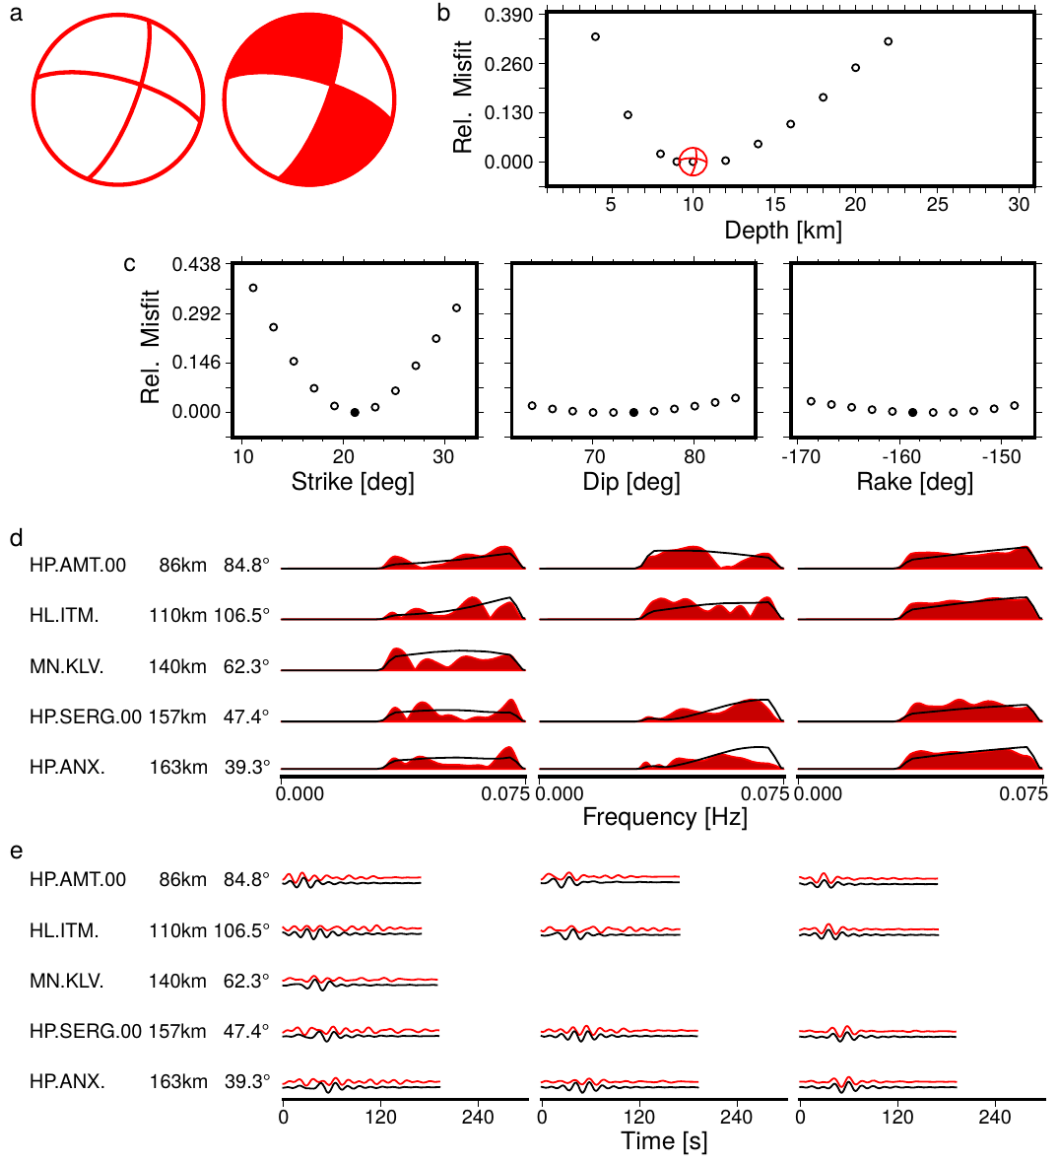 a
b
0.390
0.260
0.130
0.000
Rel. Misfit
5 10 15 20 25 30
Depth [km]
c
0.438
0.292
0.146
0.000
Rel. Misfit
10 20 30
Strike [deg]
70 80
Dip [deg]
-170 -160 -150
Rake [deg]
d
HP.AMT.00 86km 84.8°
HL.ITM. 110km 106.5°
MN.KLV. 140km 62.3°
HP.SERG.00 157km 47.4°
HP.ANX. 163km 39.3°
0.000 0.075 0.000 0.075 0.000 0.075
Frequency [Hz]
e
HP.AMT.00 86km 84.8°
HL.ITM. 110km 106.5°
MN.KLV. 140km 62.3°
HP.SERG.00 157km 47.4°
HP.ANX. 163km 39.3°
0 120 240 0 120 240 0 120 240
Time [s]